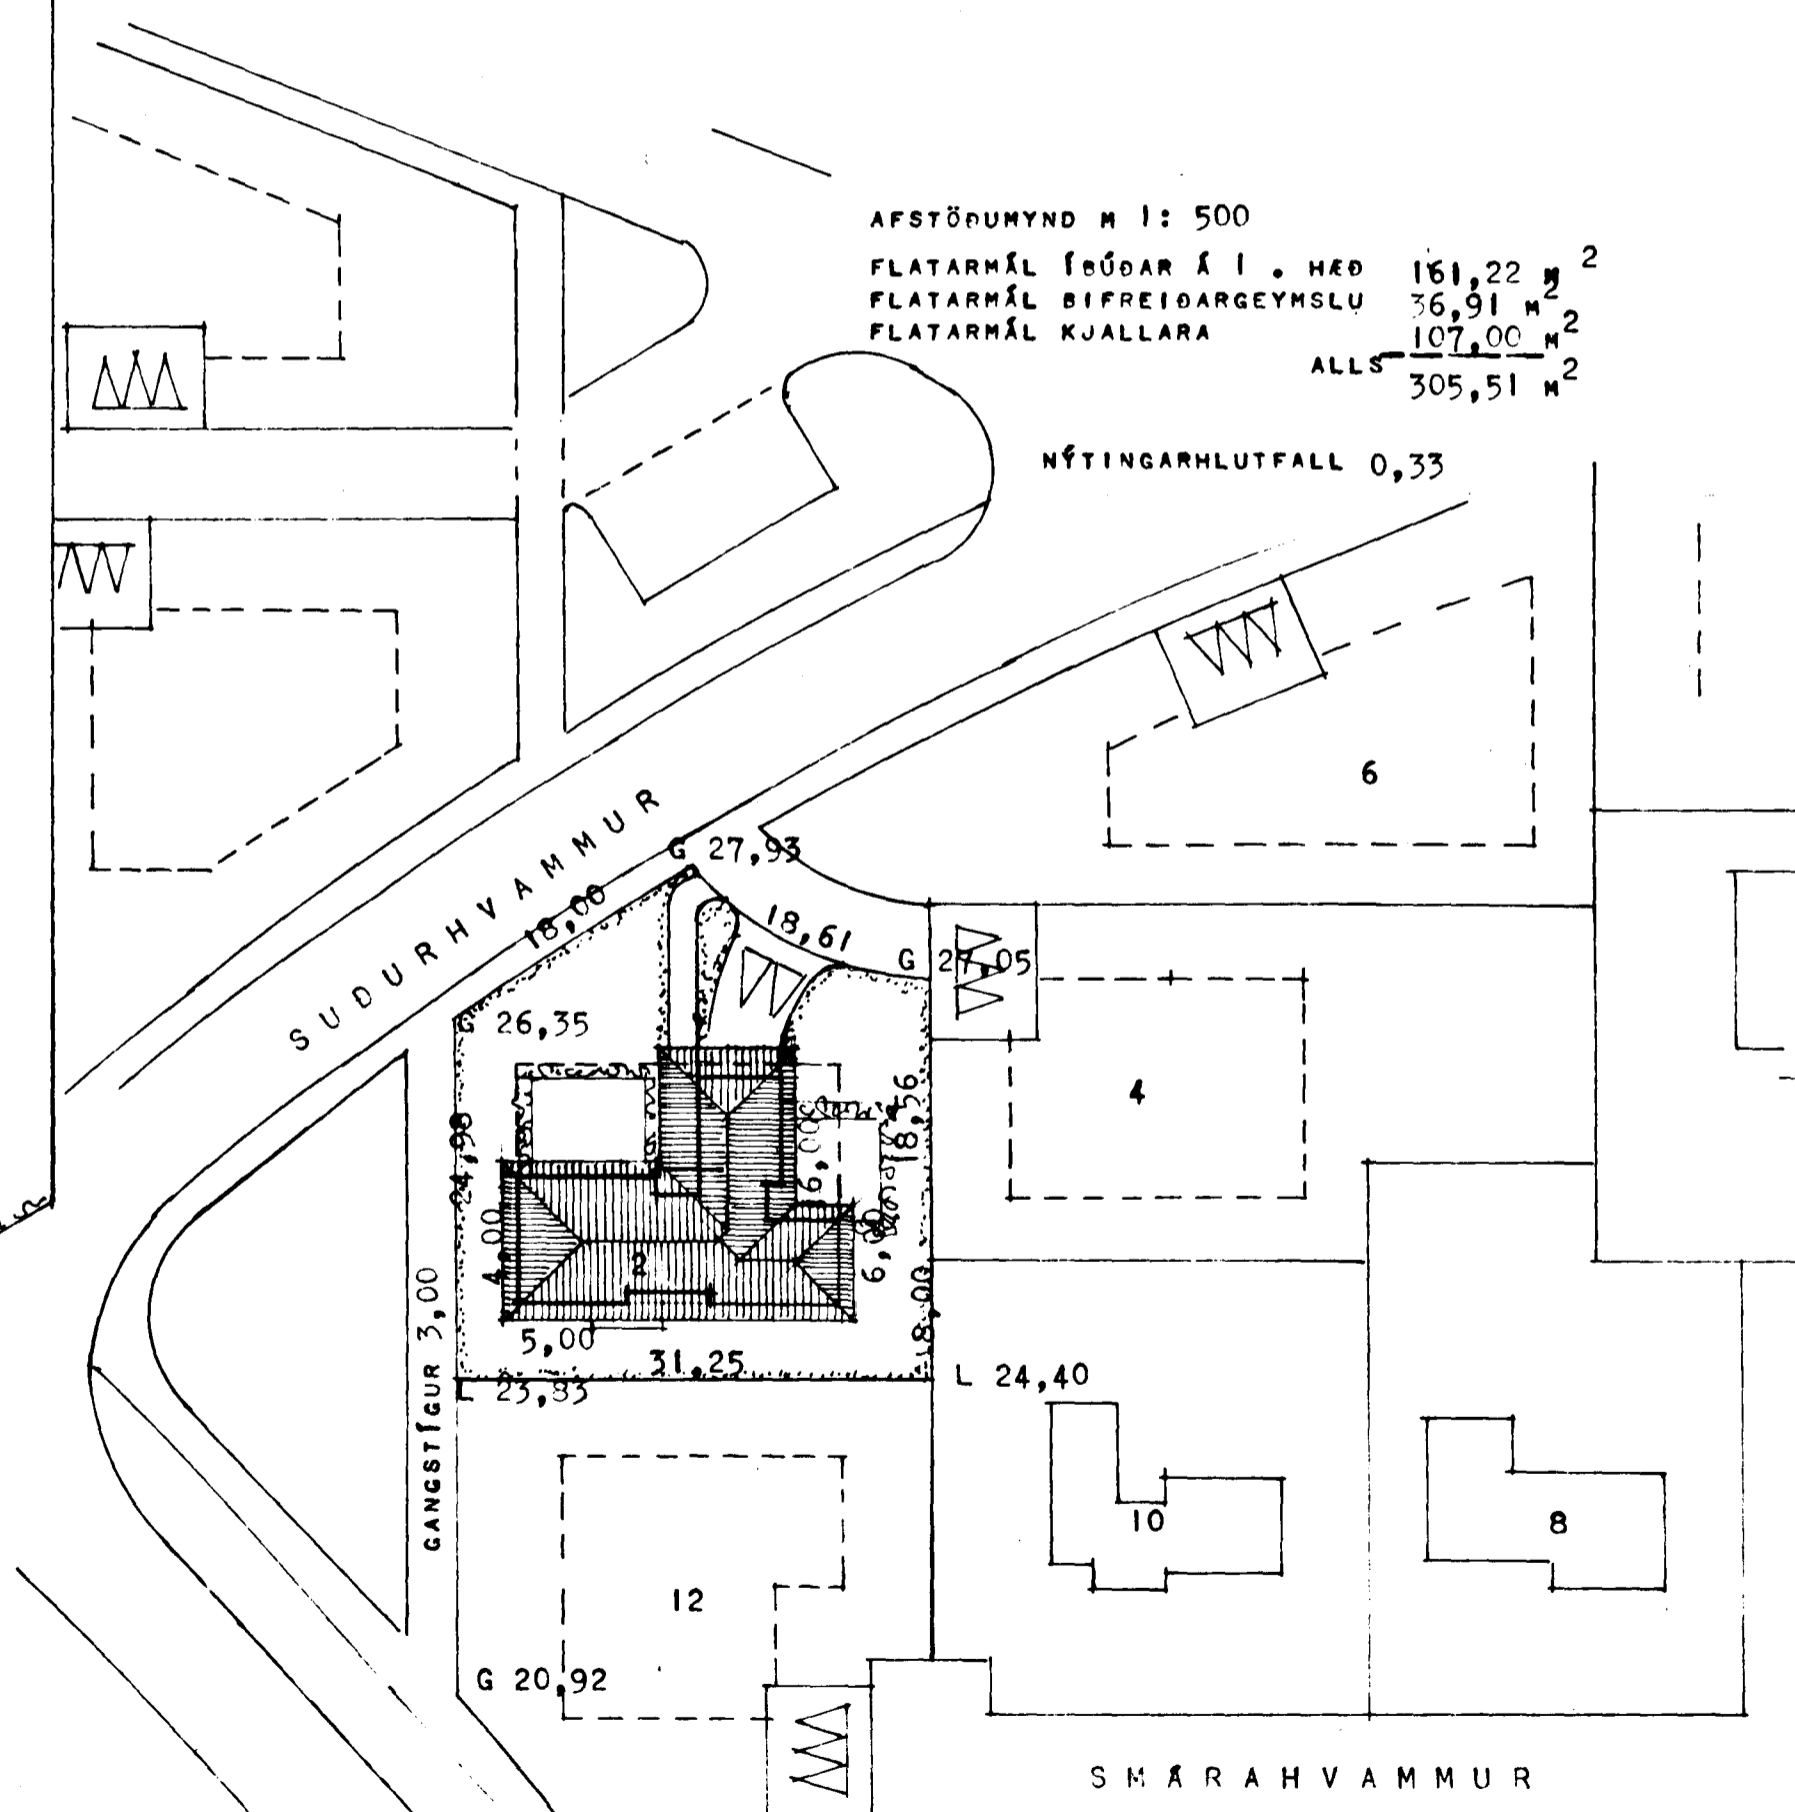 AFSTÖÐUMYND M 1: 500
FLATARMÁL ÍBÚÐAR Á 1 . HÆÐ 161,22 M2
FLATARMÁL BIFREIÐARGEYMSLU 36,91 M2
FLATARMÁL KJALLARA 107,00 M2
ALLS 305,51 M2
NÝTINGARHLUTFALL 0,33
6
SUDURHVAMMUR
G 27,93
18,00
18,61
G 27,05
G 26,35
4
18,56
24,98
6,00
4,00
2
6,00
18,00
5,00
31,25
GANGSTÍGUR 3,00
L 23,83
L 24,40
10
8
12
G 20,92
SMÁRAHVAMMUR